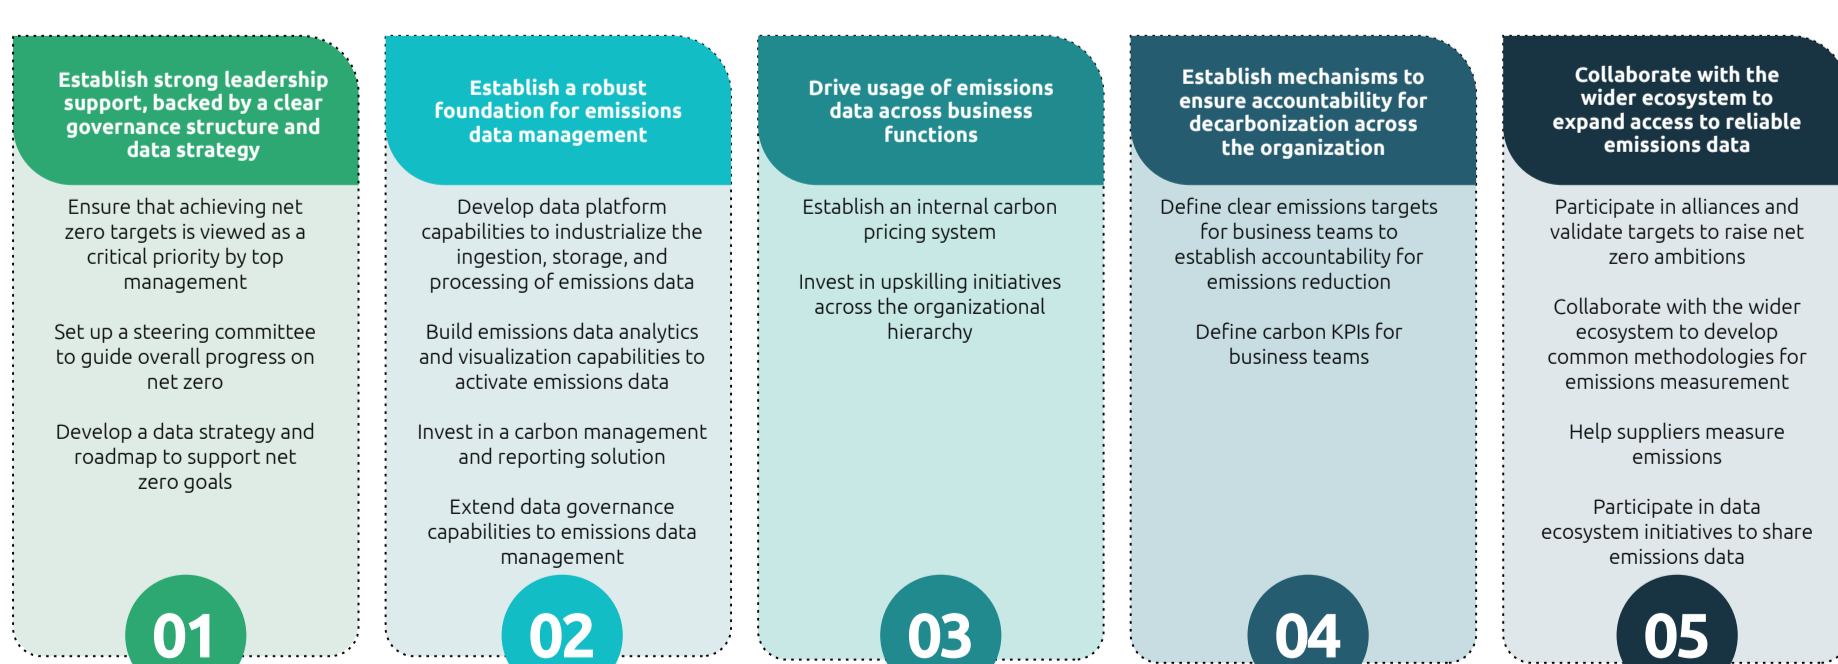 Establish strong leadership
support, backed by a clear
governance structure and
data strategy
Ensure that achieving net
zero targets is viewed as a
critical priority by top
management
Set up a steering committee
to guide overall progress on
net zero
Develop a data strategy and
roadmap to support net
zero goals
01
Establish a robust
foundation for emissions
data management
Develop data platform
capabilities to industrialize the
ingestion, storage, and
processing of emissions data
Build emissions data analytics
and visualization capabilities to
activate emissions data
Invest in a carbon management
and reporting solution
Extend data governance
capabilities to emissions data
management
02
Drive usage of emissions
data across business
functions
Establish an internal carbon
pricing system
Invest in upskilling initiatives
across the organizational
hierarchy
03
Establish mechanisms to
ensure accountability for
decarbonization across
the organization
Define clear emissions targets
for business teams to
establish accountability for
emissions reduction
Define carbon KPIs for
business teams
04
Collaborate with the
wider ecosystem to
expand access to reliable
emissions data
Participate in alliances and
validate targets to raise net
zero ambitions
Collaborate with the wider
ecosystem to develop
common methodologies for
emissions measurement
Help suppliers measure
emissions
Participate in data
ecosystem initiatives to share
emissions data
05